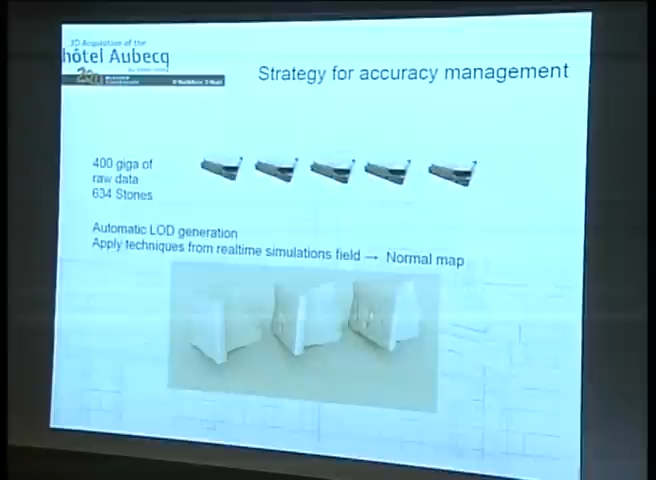 3D Acquisition of the
hôtel Aubecq
Strategy for accuracy management
400 giga of
raw data
634 Stones
Automatic LOD generation
Apply techniques from realtime simulations field → Normal map